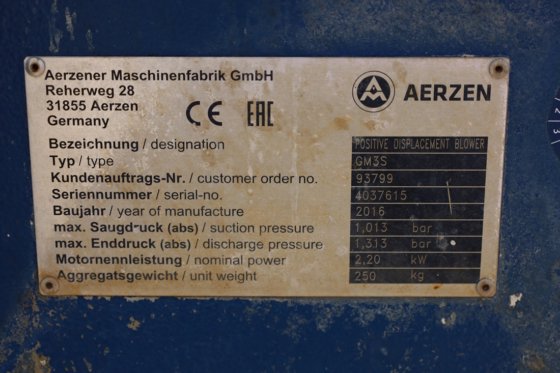 Aerzener Maschinenfabrik GmbH
Reherweg 28
31855 Aerzen
Germany
CE EAC
AERZEN
Bezeichnung / designation POSITIVE DISPLACEMENT BLOWER
Typ / type GM3S
Kundenauftrags-Nr. / customer order no. 93799
Seriennummer / serial-no. 4037615
Baujahr / year of manufacture 2016
max. Saugdruck (abs) / suction pressure 1,013 bar
max. Enddruck (abs) / discharge pressure 1,313 bar
Motornennleistung / nominal power 2,20 kW
Aggregatsgewicht / unit weight 250 kg